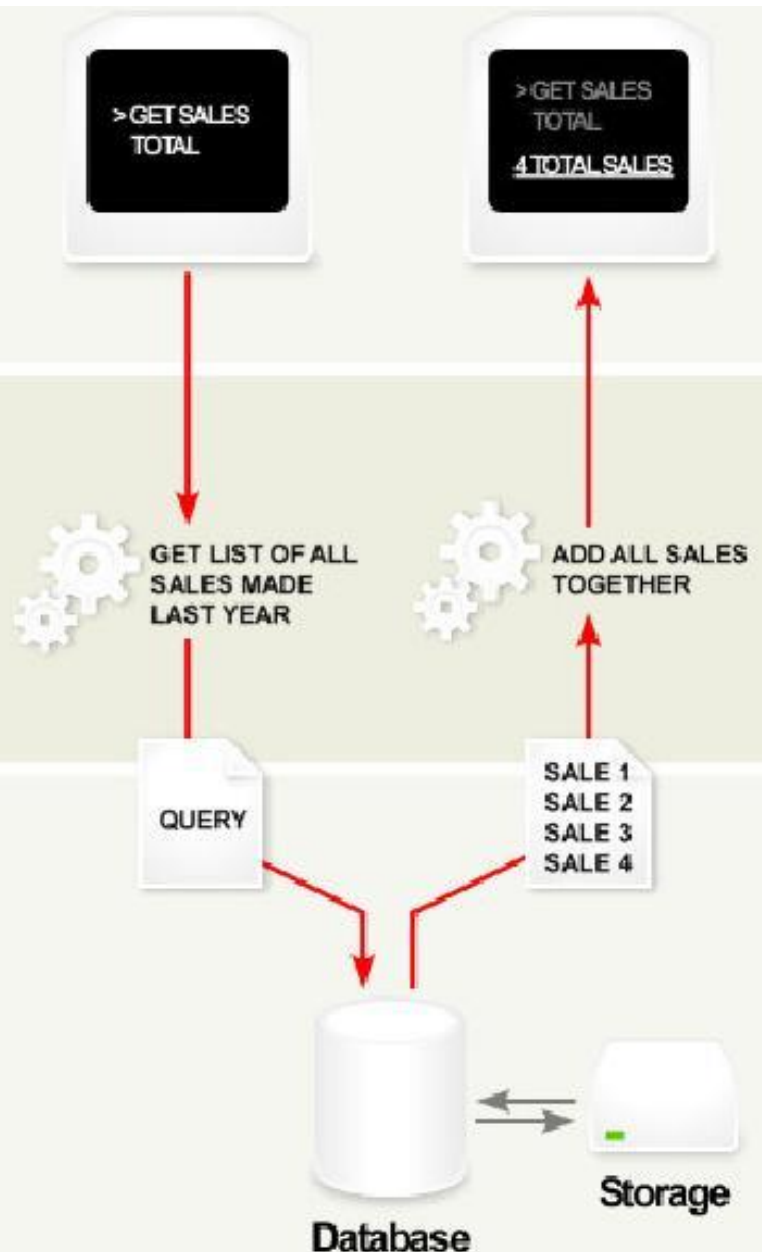 > GET SALES
TOTAL
> GET SALES
TOTAL
4 TOTAL SALES
GET LIST OF ALL
SALES MADE
LAST YEAR
ADD ALL SALES
TOGETHER
QUERY
SALE 1
SALE 2
SALE 3
SALE 4
Storage
Database